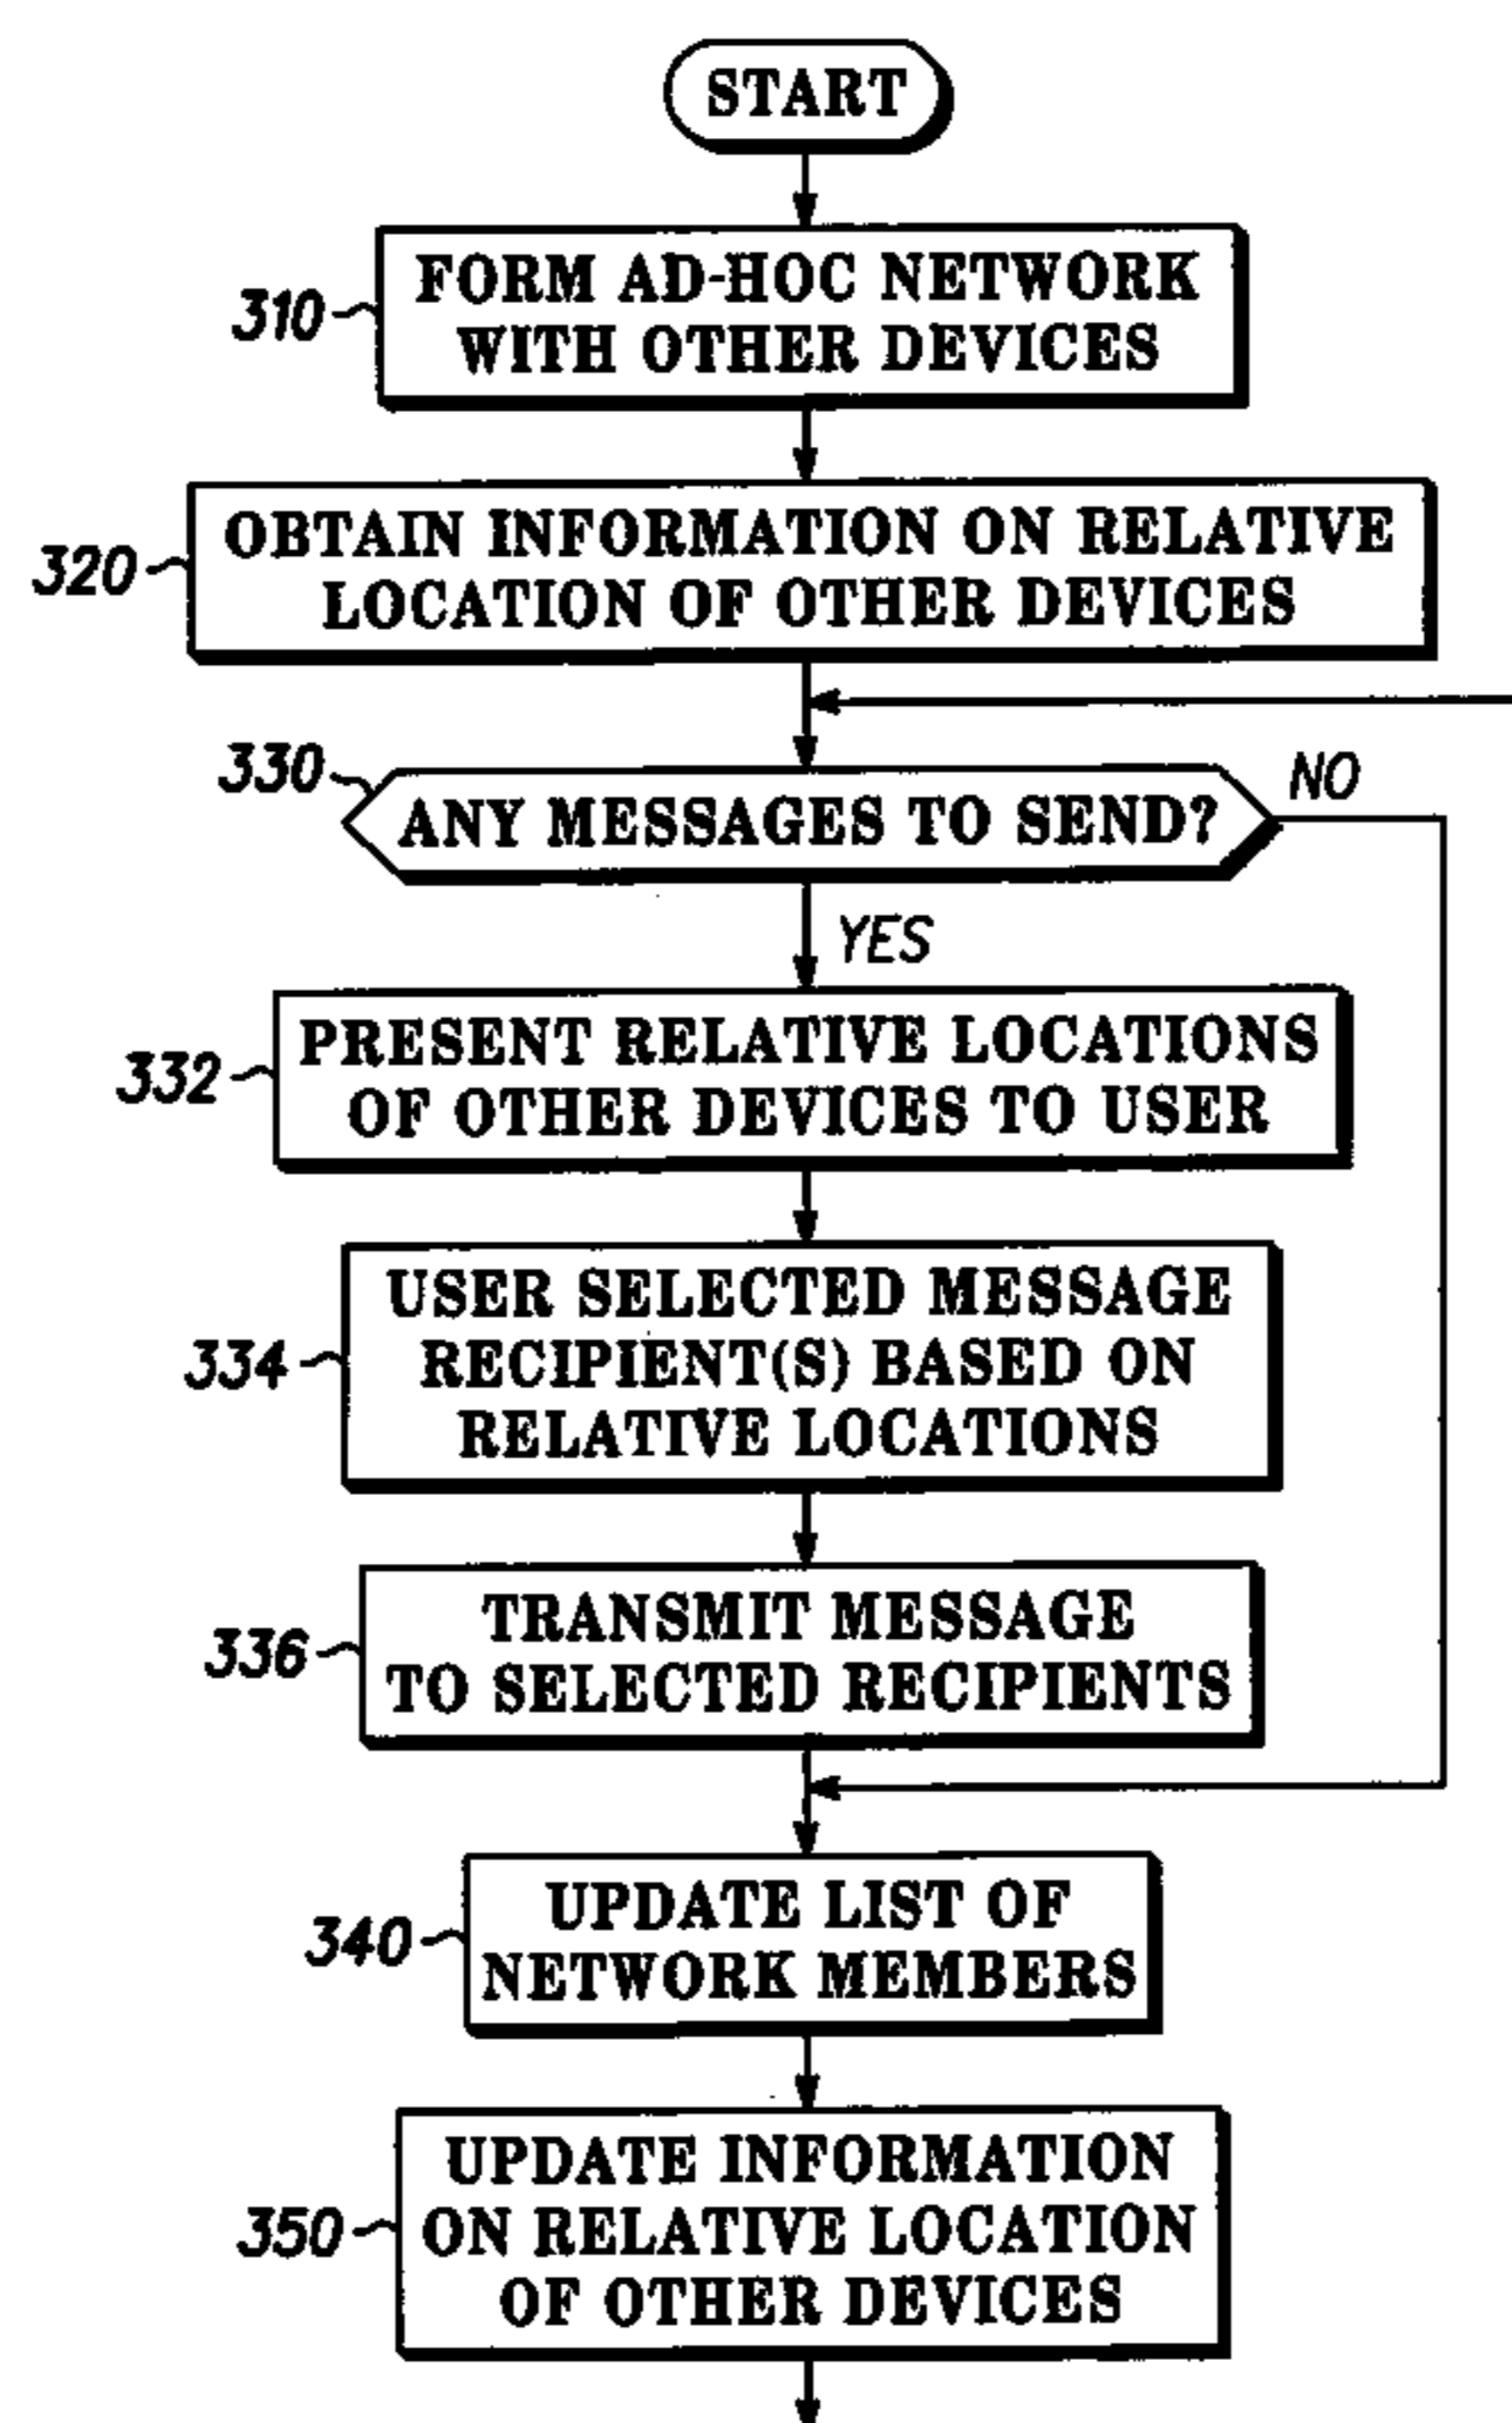 START
FORM AD-HOC NETWORK
WITH OTHER DEVICES
310
OBTAIN INFORMATION ON RELATIVE
LOCATION OF OTHER DEVICES
320
330
ANY MESSAGES TO SEND?
NO
YES
PRESENT RELATIVE LOCATIONS
OF OTHER DEVICES TO USER
332
USER SELECTED MESSAGE
RECIPIENT(S) BASED ON
RELATIVE LOCATIONS
334
TRANSMIT MESSAGE
TO SELECTED RECIPIENTS
336
UPDATE LIST OF
NETWORK MEMBERS
340
UPDATE INFORMATION
ON RELATIVE LOCATION
OF OTHER DEVICES
350